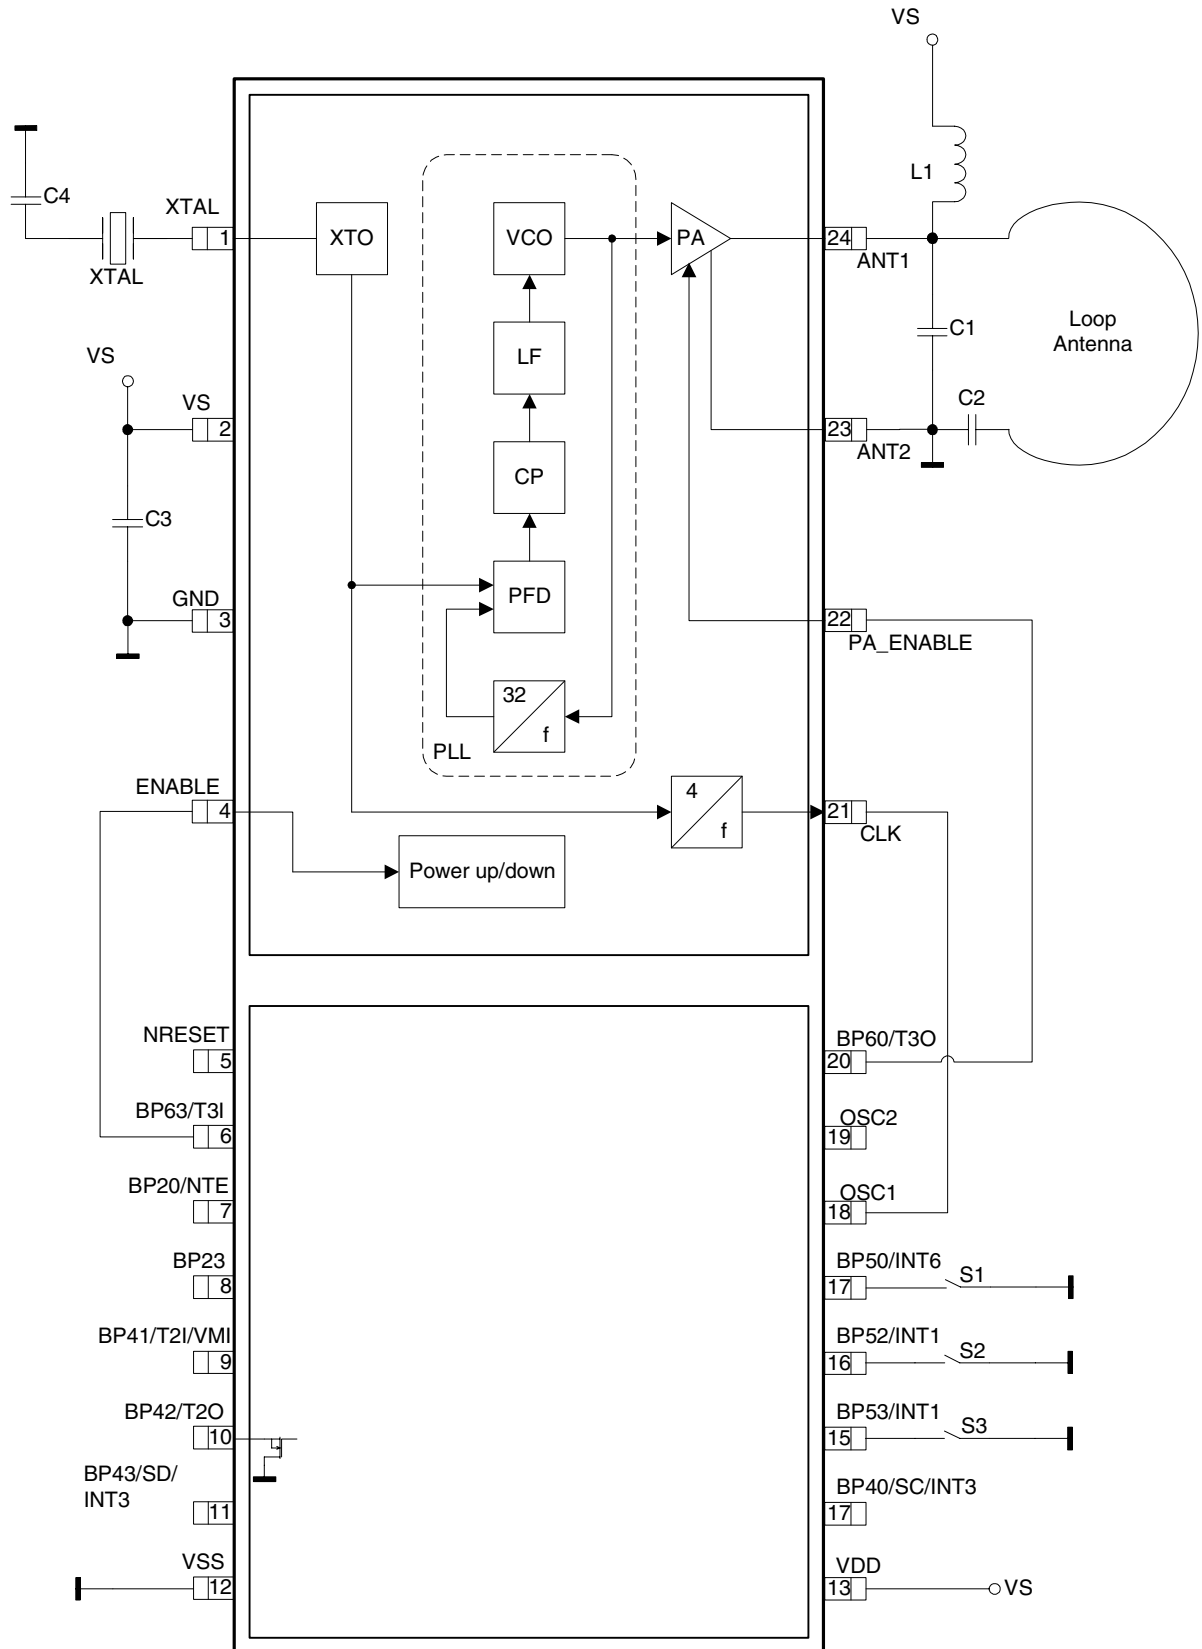 VS
L1
C4
XTAL
1
XTAL
XTO
VCO
PA
24
ANT1
C1
Loop
Antenna
LF
VS
VS
2
C2
23
ANT2
CP
C3
GND
3
PFD
22
PA_ENABLE
32
f
PLL
ENABLE
4
4
f
21
CLK
Power up/down
NRESET
5
BP60/T3O
20
BP63/T3I
6
OSC2
19
BP20/NTE
7
OSC1
18
BP23
8
BP50/INT6
17
S1
BP41/T2I/VMI
9
BP52/INT1
16
S2
BP42/T2O
10
BP53/INT1
15
S3
BP43/SD/
INT3
11
BP40/SC/INT3
17
VSS
12
VDD
13
VS